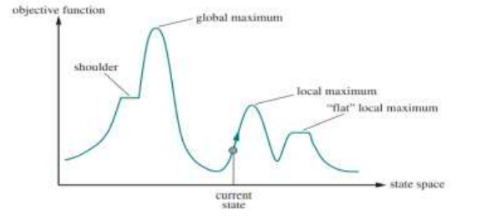 objective function
global maximum
shoulder
local maximum
"flat" local maximum
state space
current
state